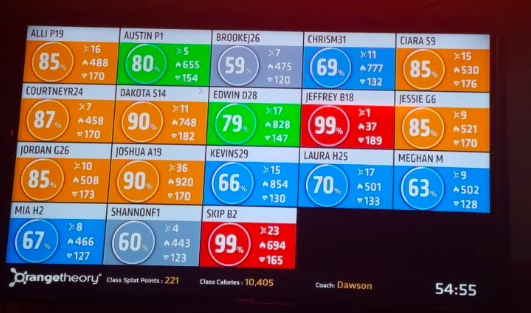 ALLI P19 AUSTIN P1 BROOKEJ26 CHRISM31 CIARA S9
85% 16 488 170 80% 5 655 154 59% 7 475 120 69% 11 777 132 85% 15 530 176
COURTNEYR24 DAKOTA S14 EDWIN O28 JEFFREY B18 JESSIE G6
87% 7 458 170 90% 11 748 182 79% 17 828 147 99% 1 37 189 85% 9 521 170
JORDAN G26 JOSHUA A19 KEVINS29 LAURA H25 MEGHAN M
85% 10 508 173 90% 36 920 170 66% 15 854 130 70% 17 501 133 63% 9 502 128
MIA H2 SHANNONF1 SKIP B2
67% 8 466 127 60% 4 443 123 99% 23 694 165
Orangetheory® Class Splat Points: 221 Class Calories: 10,405 Coach: Dawson 54:55